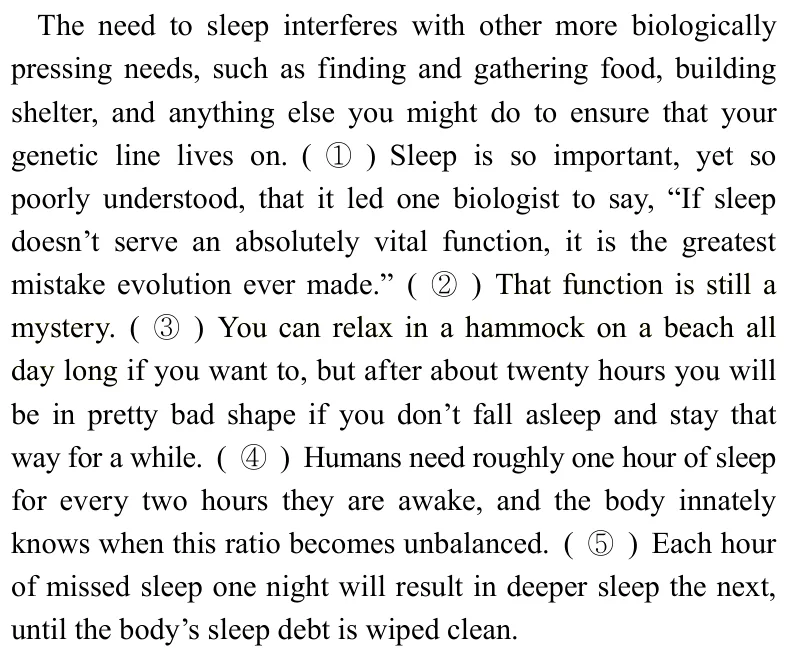 The need to sleep interferes with other more biologically
pressing needs, such as finding and gathering food, building
shelter, and anything else you might do to ensure that your
genetic line lives on. ( ① ) Sleep is so important, yet so
poorly understood, that it led one biologist to say, “If sleep
doesn’t serve an absolutely vital function, it is the greatest
mistake evolution ever made.” ( ② ) That function is still a
mystery. ( ③ ) You can relax in a hammock on a beach all
day long if you want to, but after about twenty hours you will
be in pretty bad shape if you don’t fall asleep and stay that
way for a while. ( ④ ) Humans need roughly one hour of sleep
for every two hours they are awake, and the body innately
knows when this ratio becomes unbalanced. ( ⑤ ) Each hour
of missed sleep one night will result in deeper sleep the next,
until the body’s sleep debt is wiped clean.